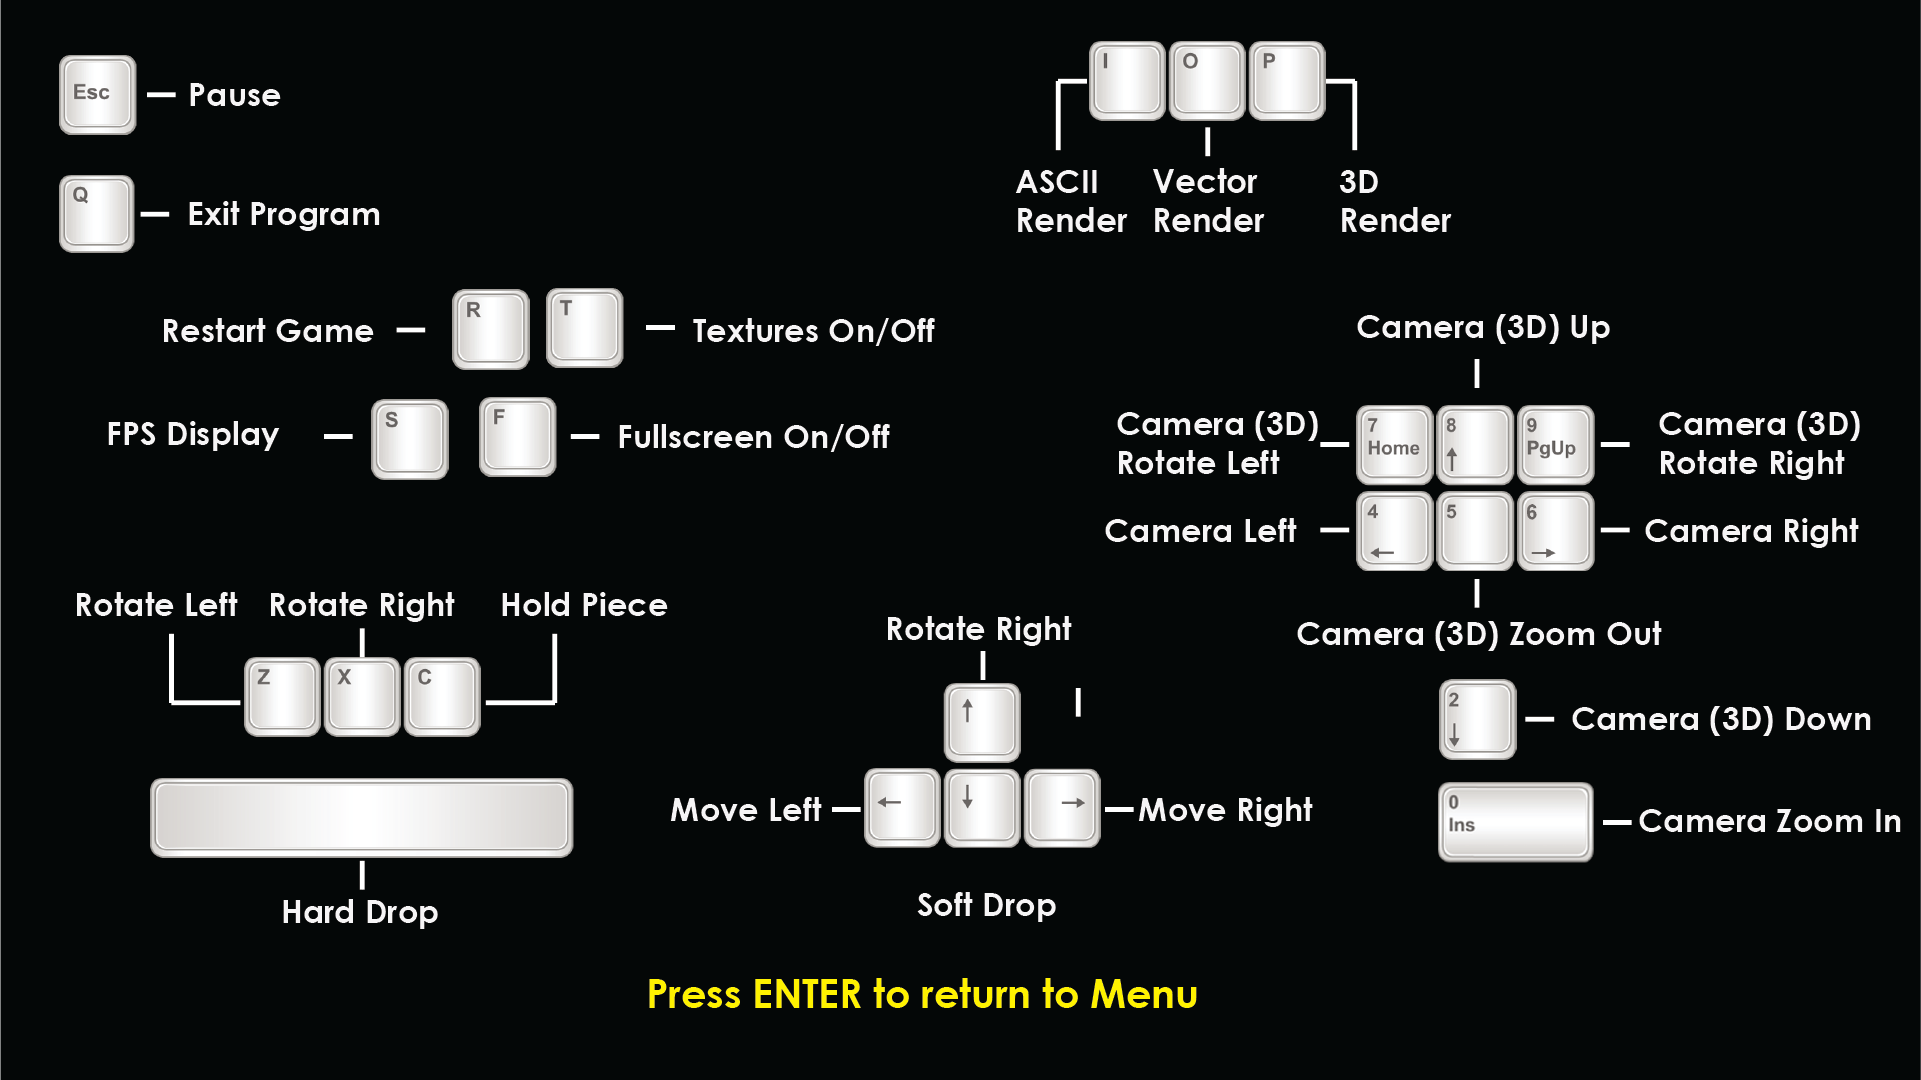 Esc
Pause
I
O
P
ASCII
Render
Vector
Render
3D
Render
Q
Exit Program
Restart Game
R
T
Textures On/Off
FPS Display
S
F
Fullscreen On/Off
Camera (3D) Up
Camera (3D)
Rotate Left
7
Home
8
↑
9
PgUp
Camera (3D)
Rotate Right
Camera Left
4
←
5
6
→
Camera Right
Camera (3D) Zoom Out
2
↓
Camera (3D) Down
0
Ins
Camera Zoom In
Rotate Left
Rotate Right
Hold Piece
Z
X
C
Hard Drop
Rotate Right
↑
Move Left
←
↓
→
Move Right
Soft Drop
Press ENTER to return to Menu